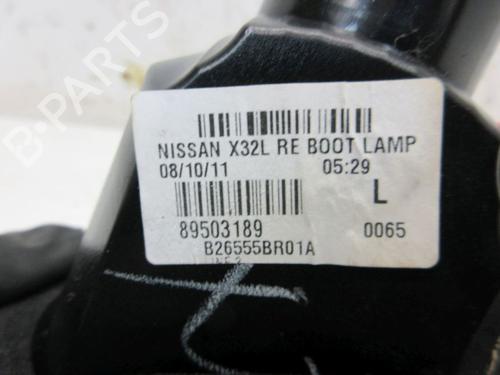 NISSAN X32L RE BOOT LAMP
08/10/11 05:29
L
89503189 0065
B26555BR01A
B-PARTS